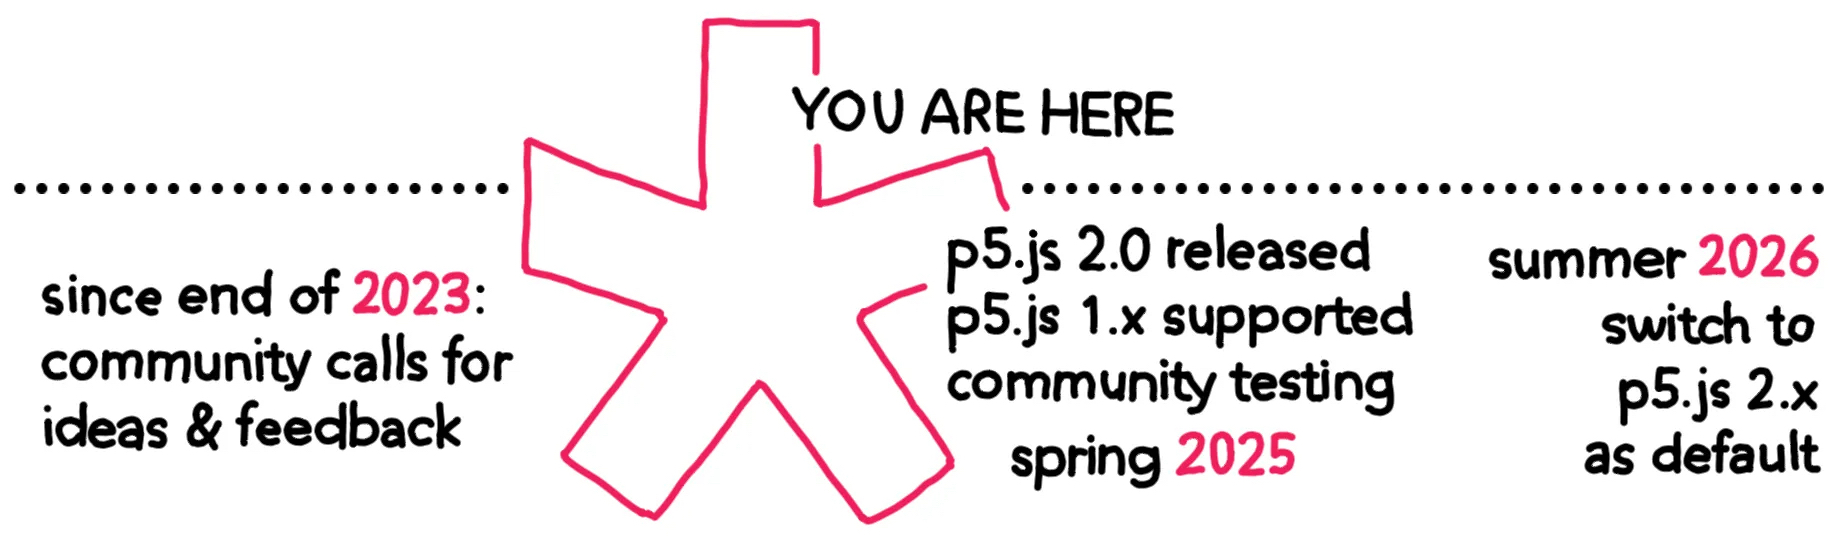 YOU ARE HERE
since end of 2023:
community calls for
ideas & feedback
p5.js 2.0 released
p5.js 1.x supported
community testing
spring 2025
summer 2026
switch to
p5.js 2.x
as default